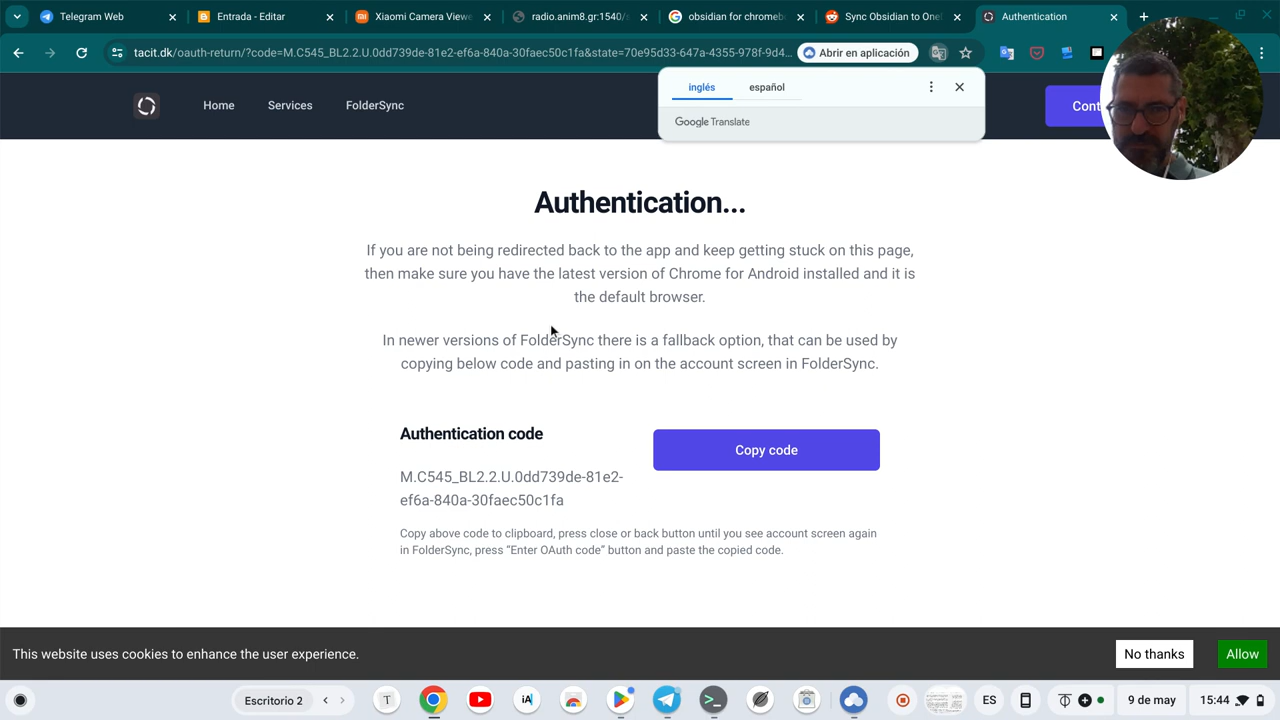 Telegram Web
Entrada - Editar
Xiaomi Camera Viewe
obsidian for chromeb
Sync Obsidian to One
Authentication
tacit.dk/oauth-return/?code=M.C545_BL2.2.U.0dd739de-81e2-ef6a-840a-30faec50c1fa&state=70e95d33-647a-4355-978f-9d4...
Abrir en aplicación
inglés
español
Google Translate
Home
Services
FolderSync
Authentication...
If you are not being redirected back to the app and keep getting stuck on this page,
then make sure you have the latest version of Chrome for Android installed and it is
the default browser.
In newer versions of FolderSync there is a fallback option, that can be used by
copying below code and pasting in on the account screen in FolderSync.
Authentication code
Copy code
M.C545_BL2.2.U.0dd739de-81e2-
ef6a-840a-30faec50c1fa
Copy above code to clipboard, press close or back button until you see account screen again
in FolderSync, press “Enter OAuth code” button and paste the copied code.
This website uses cookies to enhance the user experience.
No thanks
Allow
Escritorio 2
T
iA
ES
9 de may
15:44